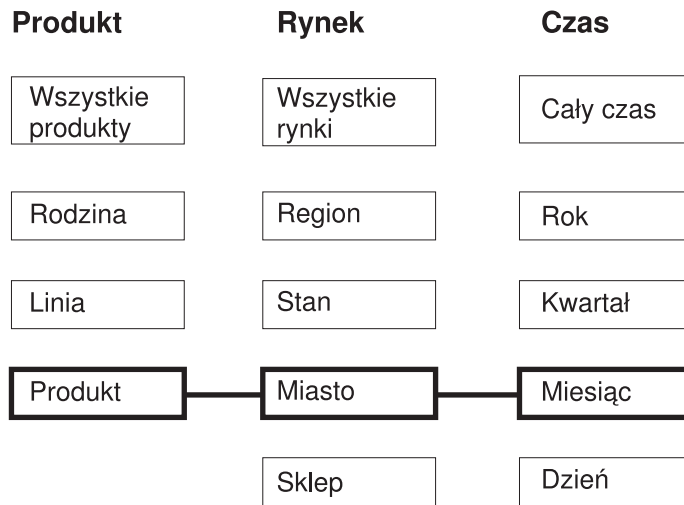 Produkt Rynek Czas
Wszystkie
produkty
Wszystkie
rynki
Cały czas
Rodzina Region Rok
Linia Stan Kwartał
Produkt Miasto Miesiąc
Sklep Dzień